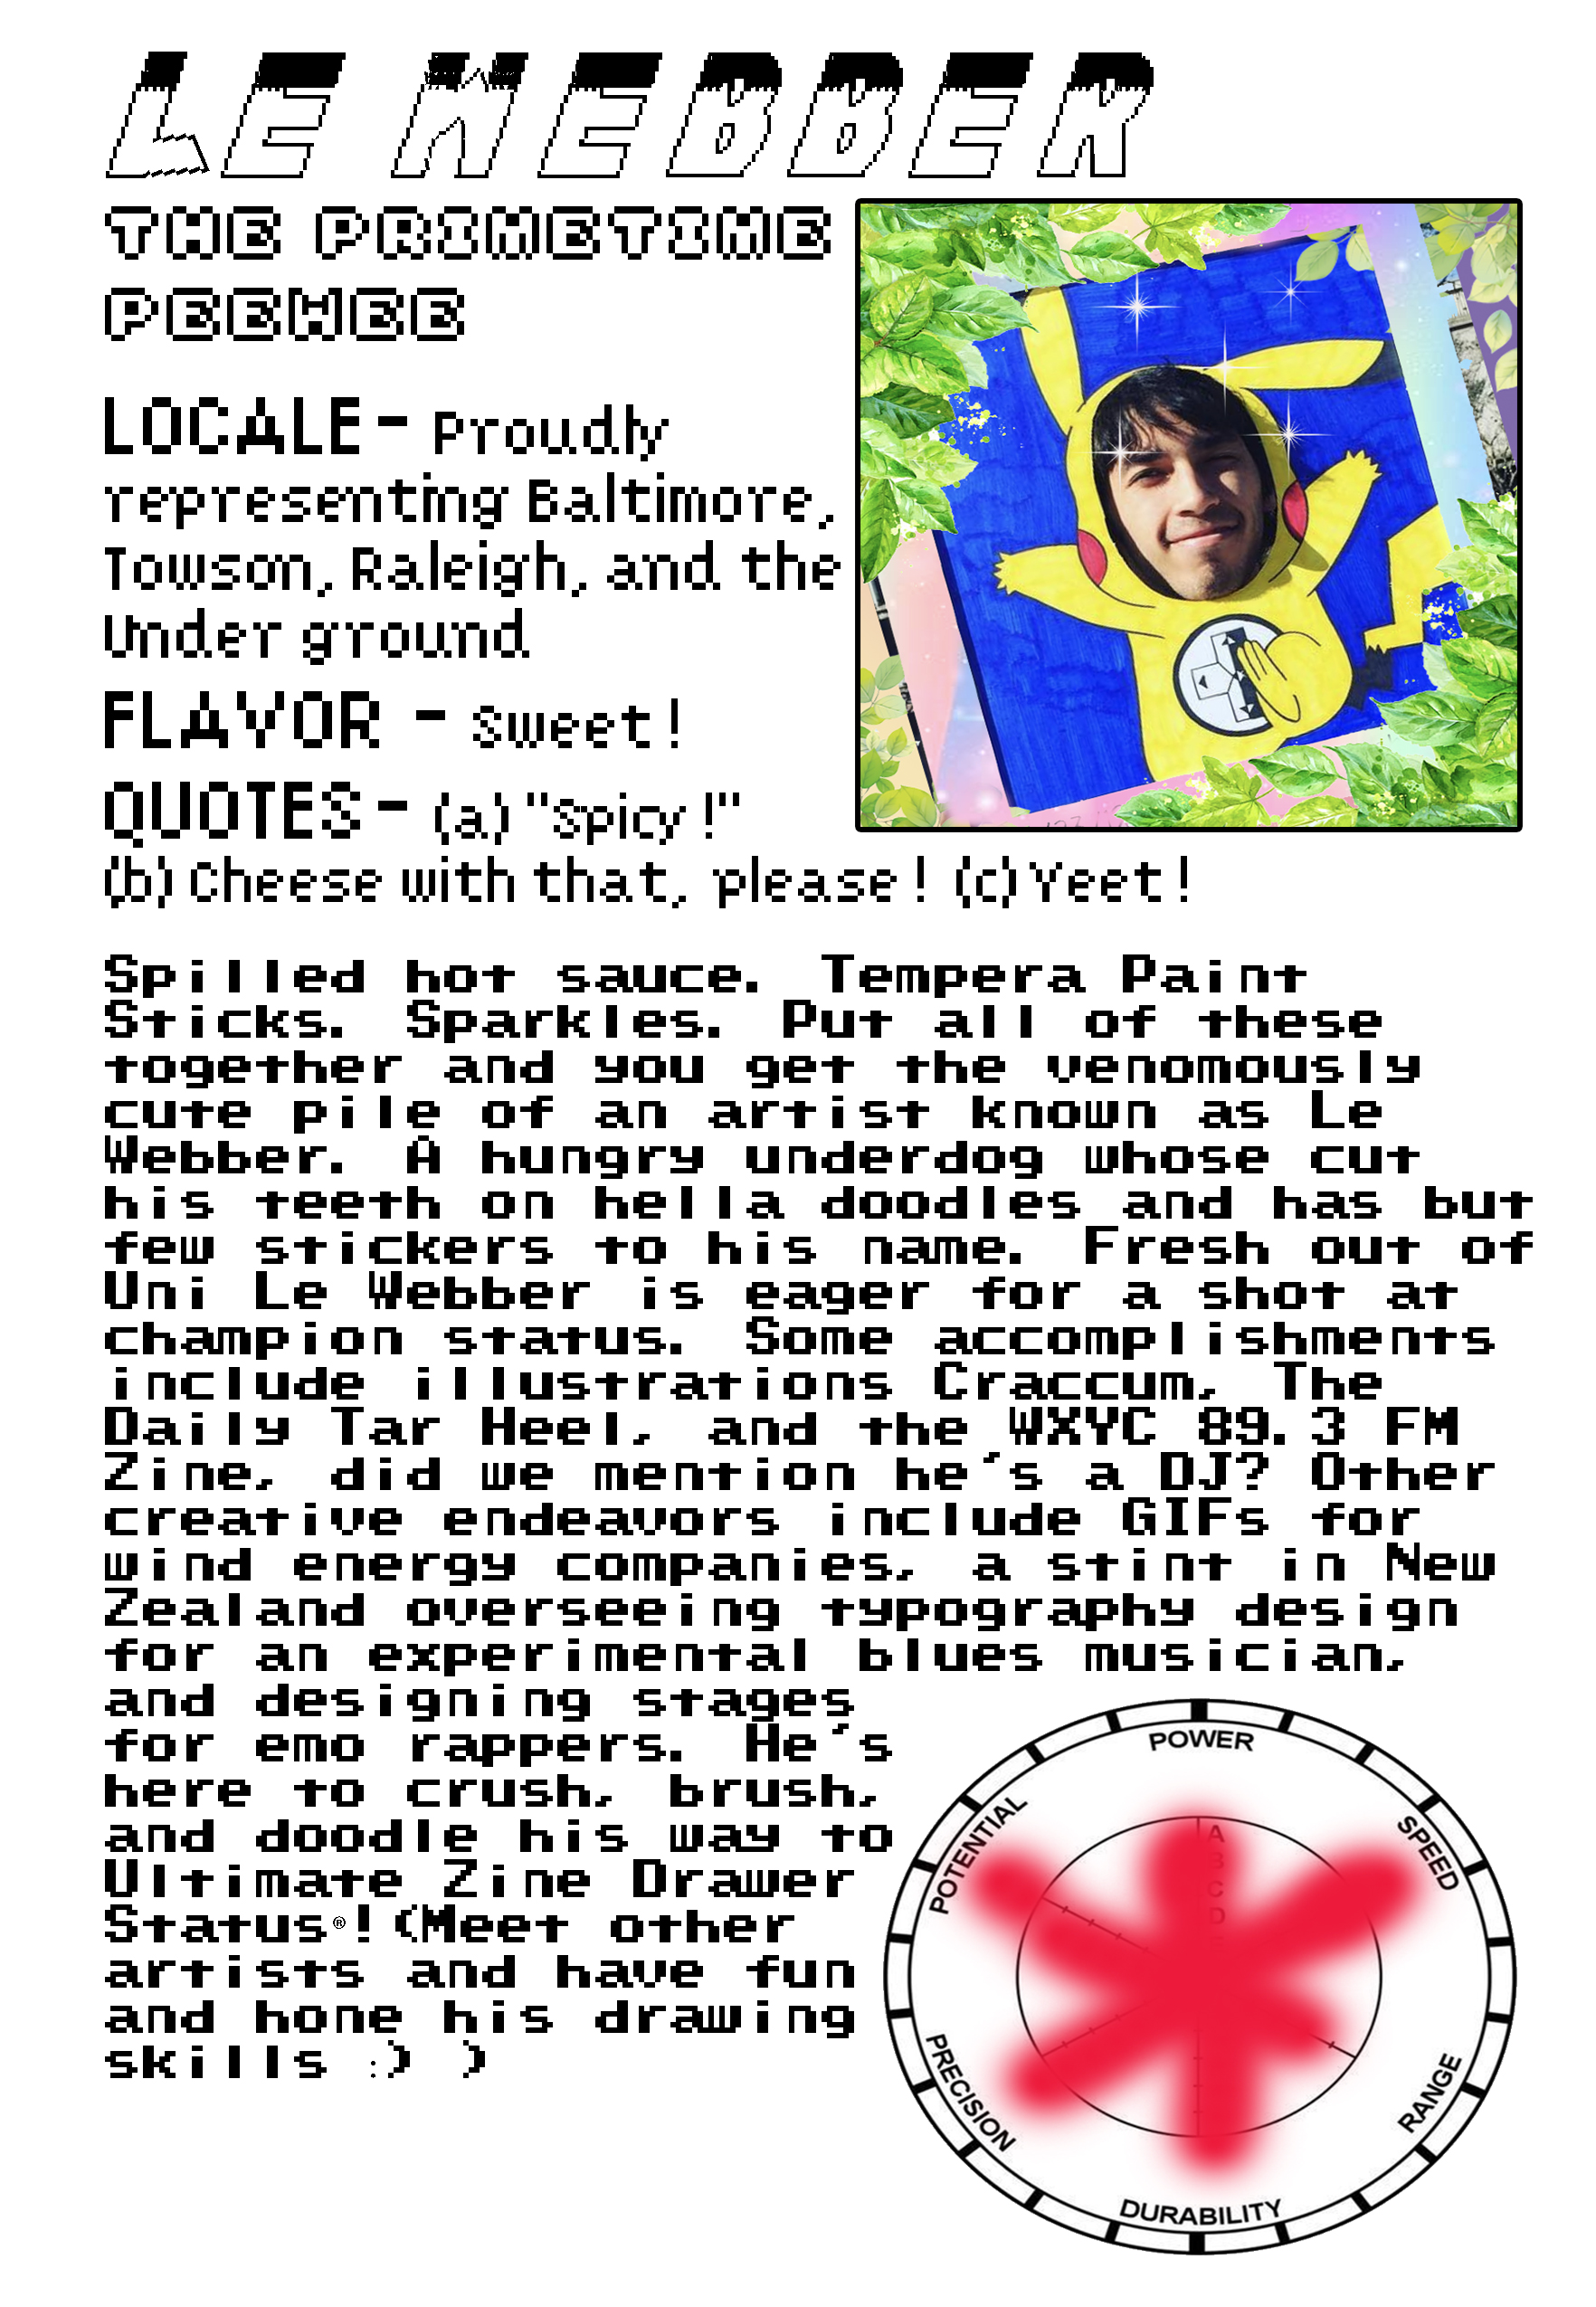 LE WEBBER
THE PRIMETIME
PEEWEE
LOCALE - Proudly
representing Baltimore,
Towson, Raleigh, and the
Under ground
FLAVOR - Sweet!
QUOTES - (a) "Spicy!"
(b) Cheese with that, please! (c) Yeet!
Spilled hot sauce. Tempera Paint
Sticks. Sparkles. Put all of these
together and you get the venomously
cute pile of an artist known as Le
Webber. A hungry underdog whose cut
his teeth on hella doodles and has but
few stickers to his name. Fresh out of
Uni Le Webber is eager for a shot at
champion status. Some accomplishments
include illustrations Craccum, The
Daily Tar Heel, and the WXYC 89.3 FM
Zine, did we mention he's a DJ? Other
creative endeavors include GIFs for
wind energy companies, a stint in New
Zealand overseeing typography design
for an experimental blues musician,
and designing stages
for emo rappers. He's
here to crush, brush,
and doodle his way to
Ultimate Zine Drawer
Status®! (Meet other
artists and have fun
and hone his drawing
skills :) )
POWER
SPEED
RANGE
DURABILITY
PRECISION
POTENTIAL
A
B
C
D